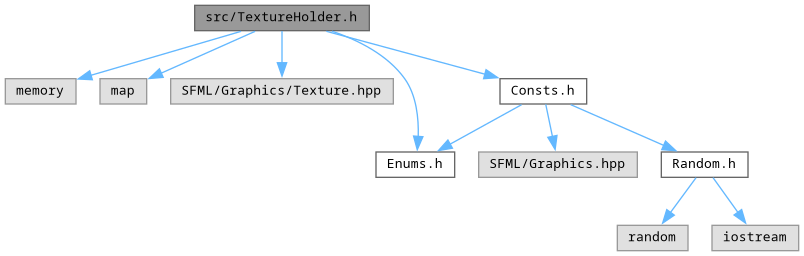 src/TextureHolder.h
memory
map
SFML/Graphics/Texture.hpp
Consts.h
Enums.h
SFML/Graphics.hpp
Random.h
random
iostream